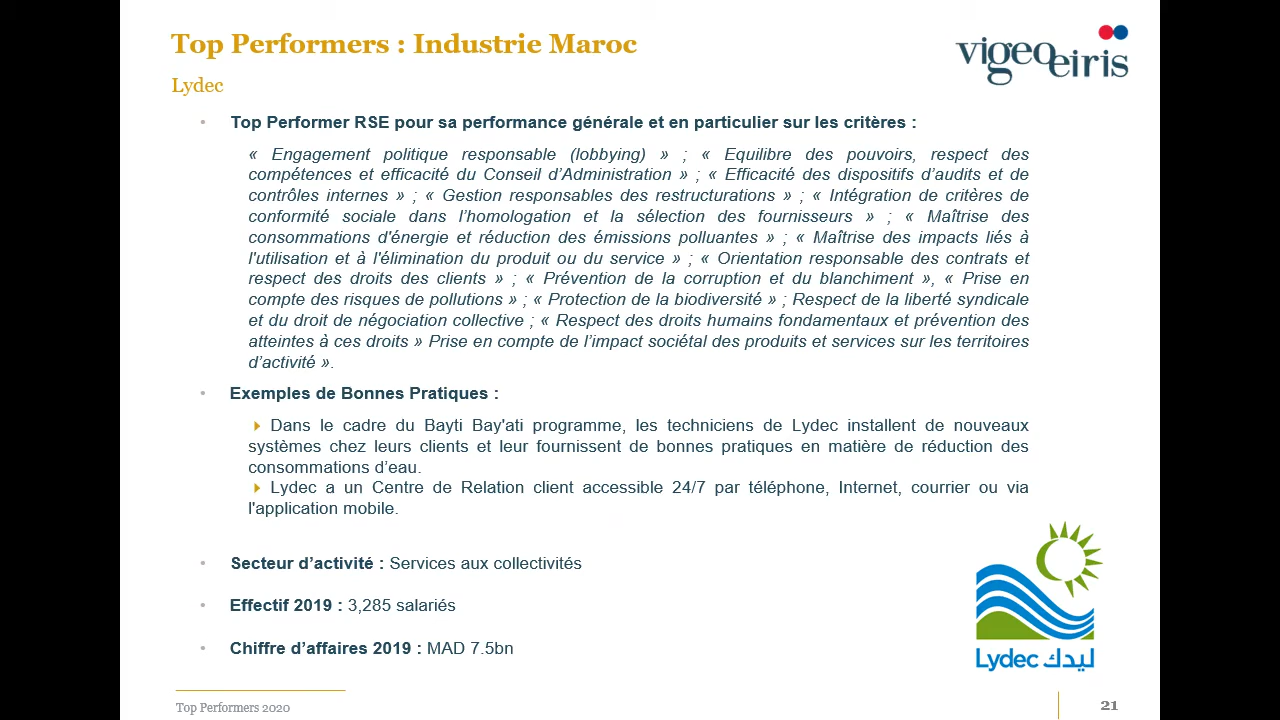 Top Performers : Industrie Maroc
vigeoeiris
Lydec
• Top Performer RSE pour sa performance générale et en particulier sur les critères :
« Engagement politique responsable (lobbying) » ; « Equilibre des pouvoirs, respect des
compétences et efficacité du Conseil d’Administration » ; « Efficacité des dispositifs d’audits et de
contrôles internes » ; « Gestion responsables des restructurations » ; « Intégration de critères de
conformité sociale dans l’homologation et la sélection des fournisseurs » ; « Maîtrise des
consommations d'énergie et réduction des émissions polluantes » ; « Maîtrise des impacts liés à
l'utilisation et à l'élimination du produit ou du service » ; « Orientation responsable des contrats et
respect des droits des clients » ; « Prévention de la corruption et du blanchiment », « Prise en
compte des risques de pollutions » ; « Protection de la biodiversité » ; Respect de la liberté syndicale
et du droit de négociation collective ; « Respect des droits humains fondamentaux et prévention des
atteintes à ces droits » Prise en compte de l’impact sociétal des produits et services sur les territoires
d’activité ».
• Exemples de Bonnes Pratiques :
Dans le cadre du Bayti Bay'ati programme, les techniciens de Lydec installent de nouveaux
systèmes chez leurs clients et leur fournissent de bonnes pratiques en matière de réduction des
consommations d’eau.
Lydec a un Centre de Relation client accessible 24/7 par téléphone, Internet, courrier ou via
l'application mobile.
• Secteur d’activité : Services aux collectivités
• Effectif 2019 : 3,285 salariés
• Chiffre d’affaires 2019 : MAD 7.5bn
Lydec ليدك
Top Performers 2020
21